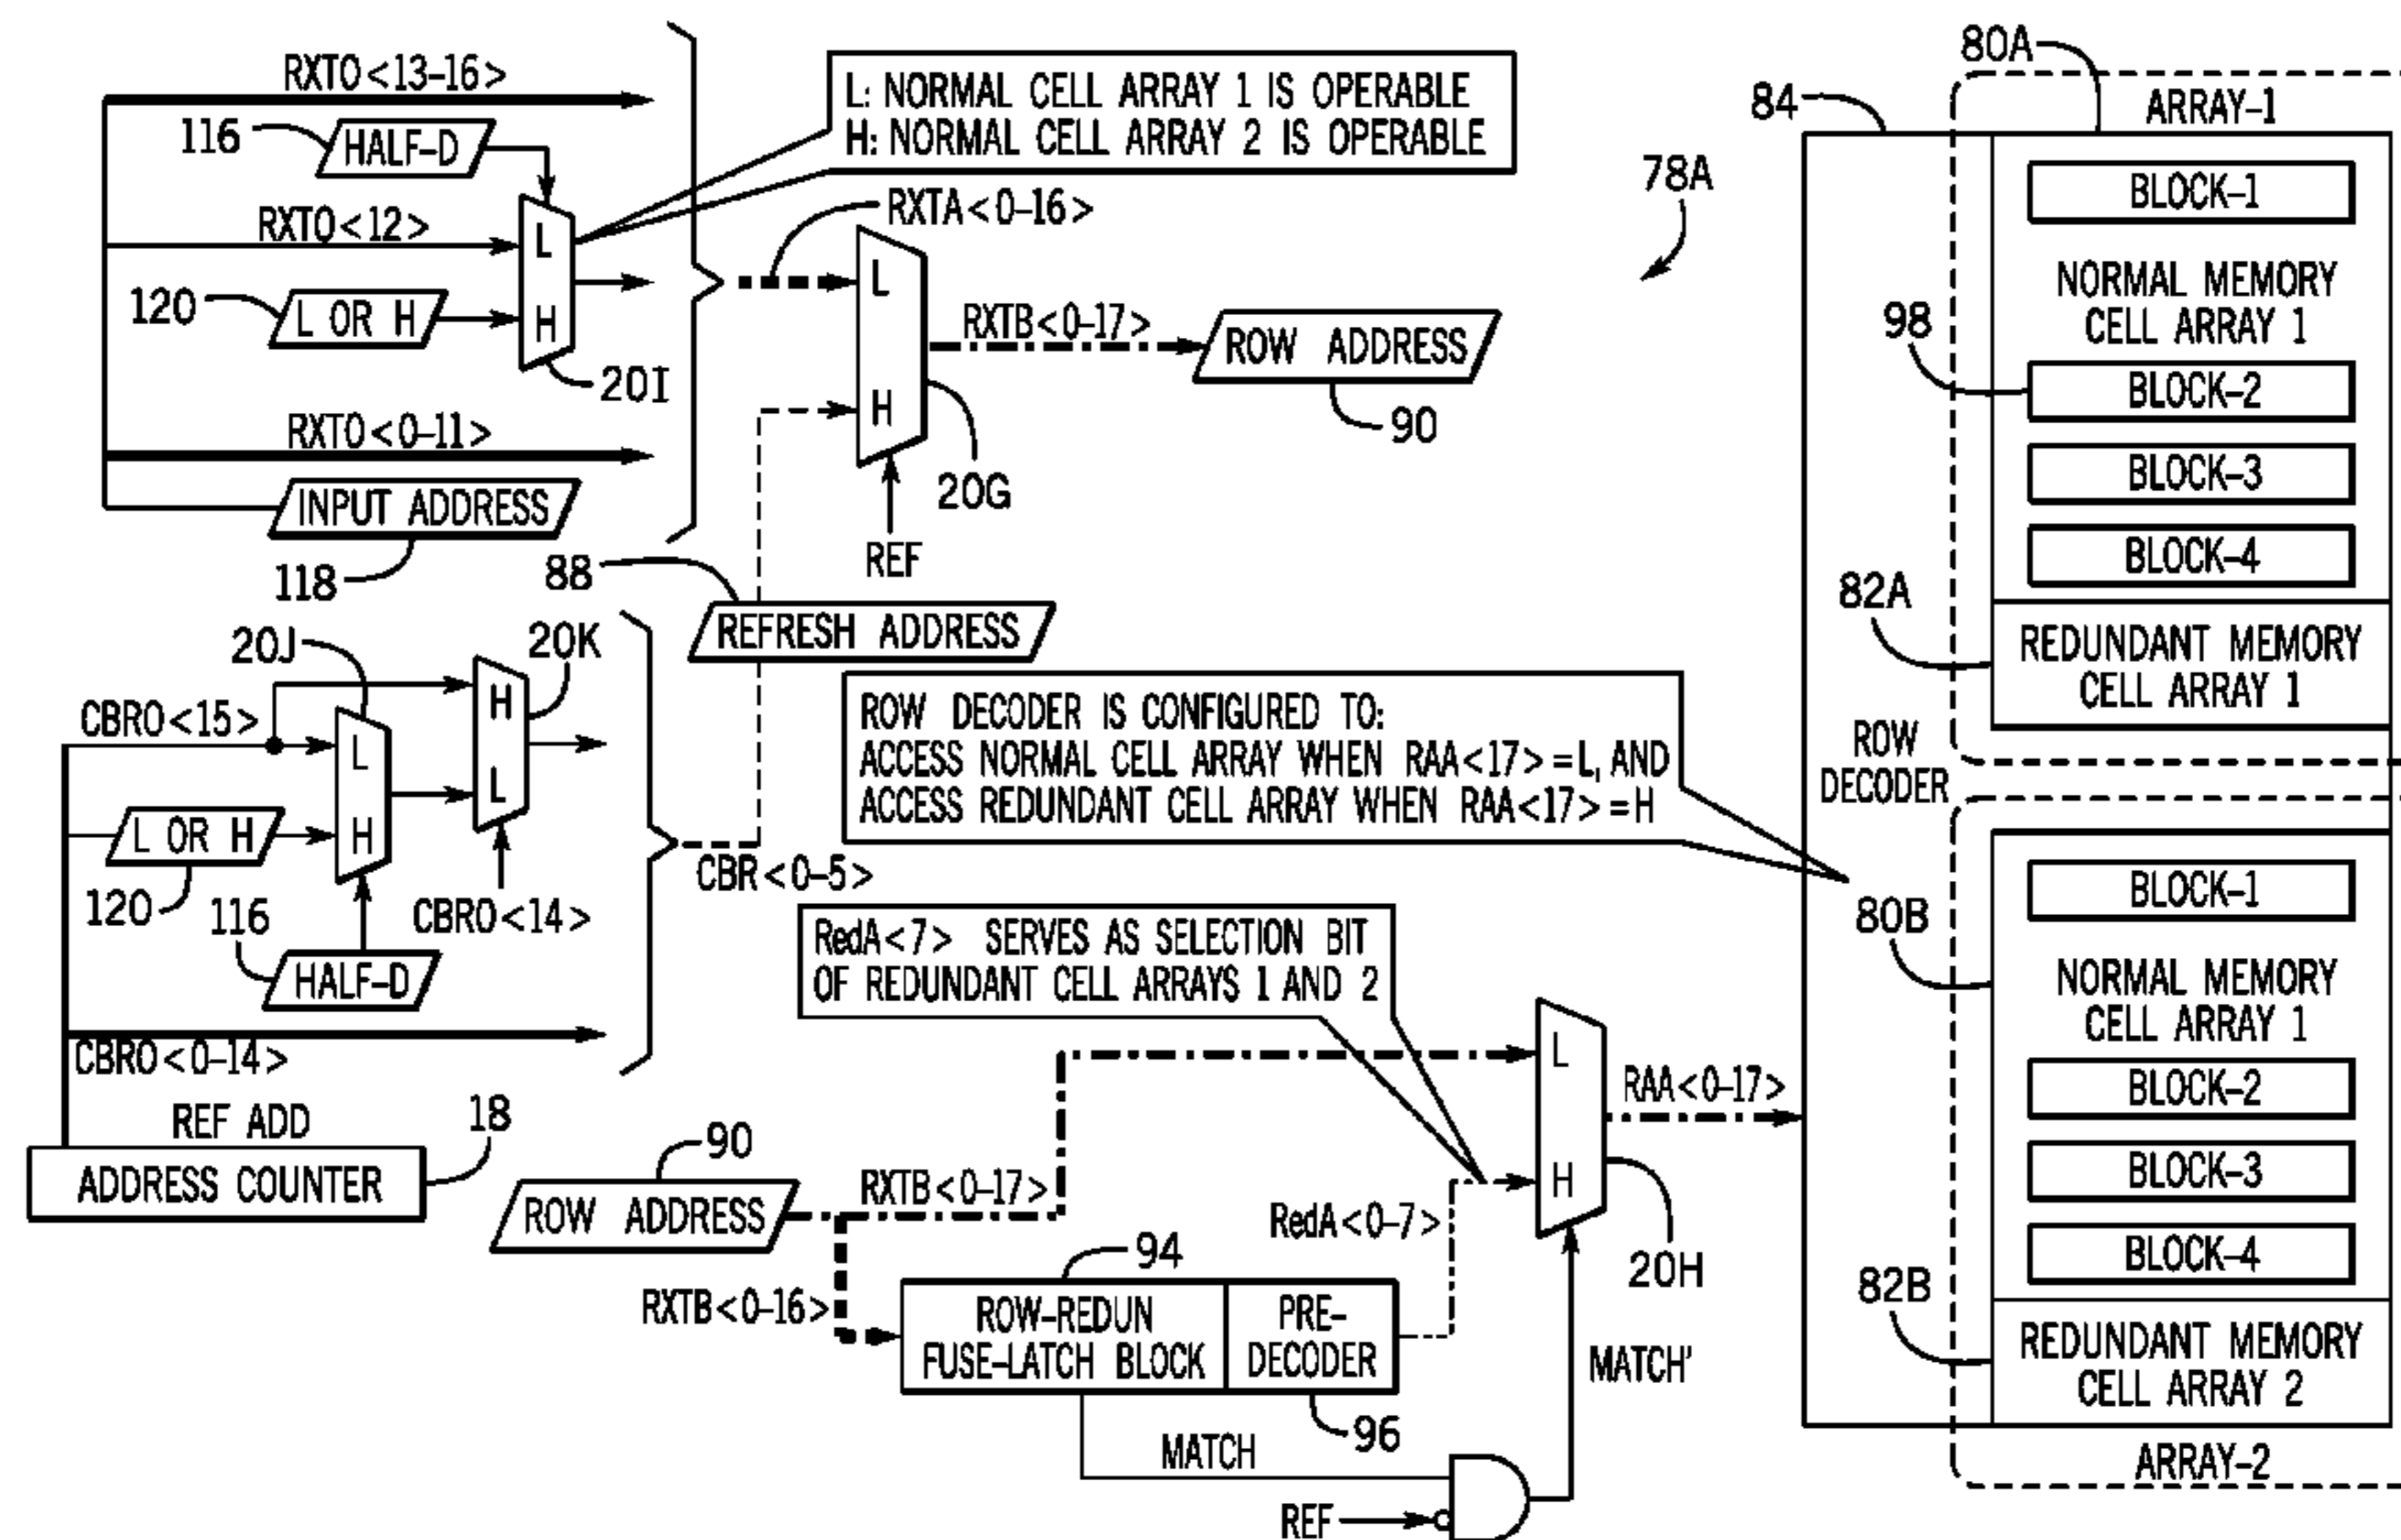 RXTO<13–16>
116
HALF–D
RXTO<12>
120
L OR H
L
H
20I
RXTO<0–11>
INPUT ADDRESS
118
L: NORMAL CELL ARRAY 1 IS OPERABLE
H: NORMAL CELL ARRAY 2 IS OPERABLE
RXTA<0–16>
L
H
20G
REF
RXTB<0–17>
ROW ADDRESS
90
78A
88
REFRESH ADDRESS
20J
20K
CBRO<15>
L
H
H
L
L OR H
120
116
HALF–D
CBRO<14>
CBR<0–5>
CBRO<0–14>
REF ADD
18
ADDRESS COUNTER
ROW DECODER IS CONFIGURED TO:
ACCESS NORMAL CELL ARRAY WHEN RAA<17>=L, AND
ACCESS REDUNDANT CELL ARRAY WHEN RAA<17>=H
RedA<7> SERVES AS SELECTION BIT
OF REDUNDANT CELL ARRAYS 1 AND 2
90
ROW ADDRESS
RXTB<0–17>
RXTB<0–16>
94
ROW–REDUN
FUSE–LATCH BLOCK
PRE–
DECODER
96
RedA<0–7>
L
H
20H
RAA<0–17>
MATCH
MATCH'
REF
84
80A
ARRAY–1
BLOCK–1
NORMAL MEMORY
CELL ARRAY 1
98
BLOCK–2
BLOCK–3
BLOCK–4
82A
REDUNDANT MEMORY
CELL ARRAY 1
ROW
DECODER
80B
BLOCK–1
NORMAL MEMORY
CELL ARRAY 1
BLOCK–2
BLOCK–3
BLOCK–4
82B
REDUNDANT MEMORY
CELL ARRAY 2
ARRAY–2